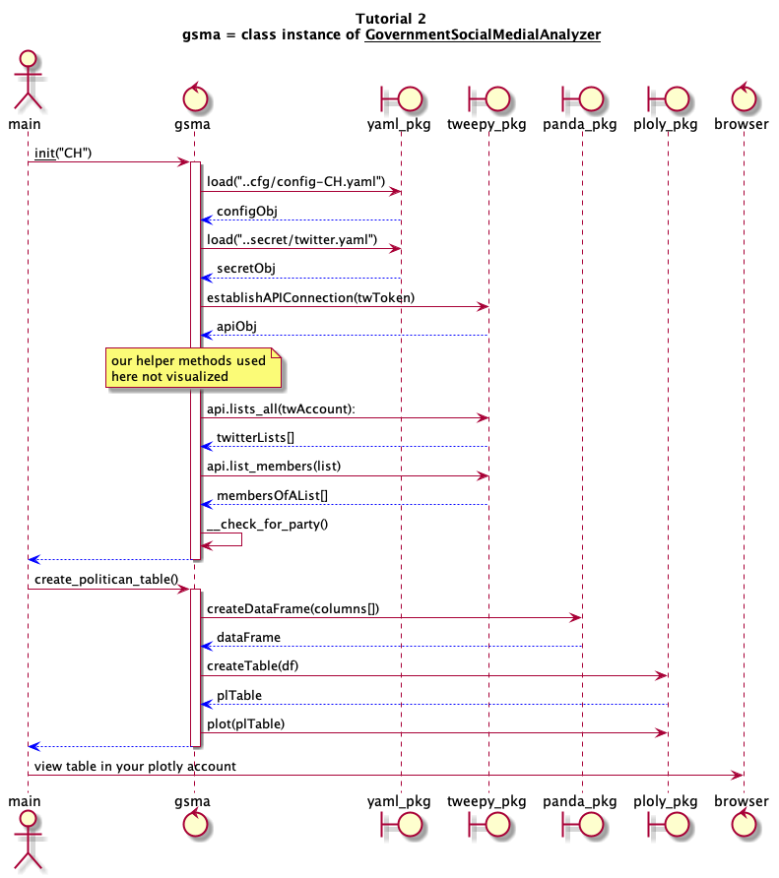 Tutorial 2
gsma = class instance of GovernmentSocialMedialAnalyzer
main gsma yaml_pkg tweepy_pkg panda_pkg ploly_pkg browser
init("CH")
load("..cfg/config-CH.yaml")
configObj
load("..secret/twitter.yaml")
secretObj
establishAPIConnection(twToken)
apiObj
our helper methods used
here not visualized
api.lists_all(twAccount):
twitterLists[]
api.list_members(list)
membersOfAList[]
__check_for_party()
create_politican_table()
createDataFrame(columns[])
dataFrame
createTable(df)
plTable
plot(plTable)
view table in your plotly account
main gsma yaml_pkg tweepy_pkg panda_pkg ploly_pkg browser